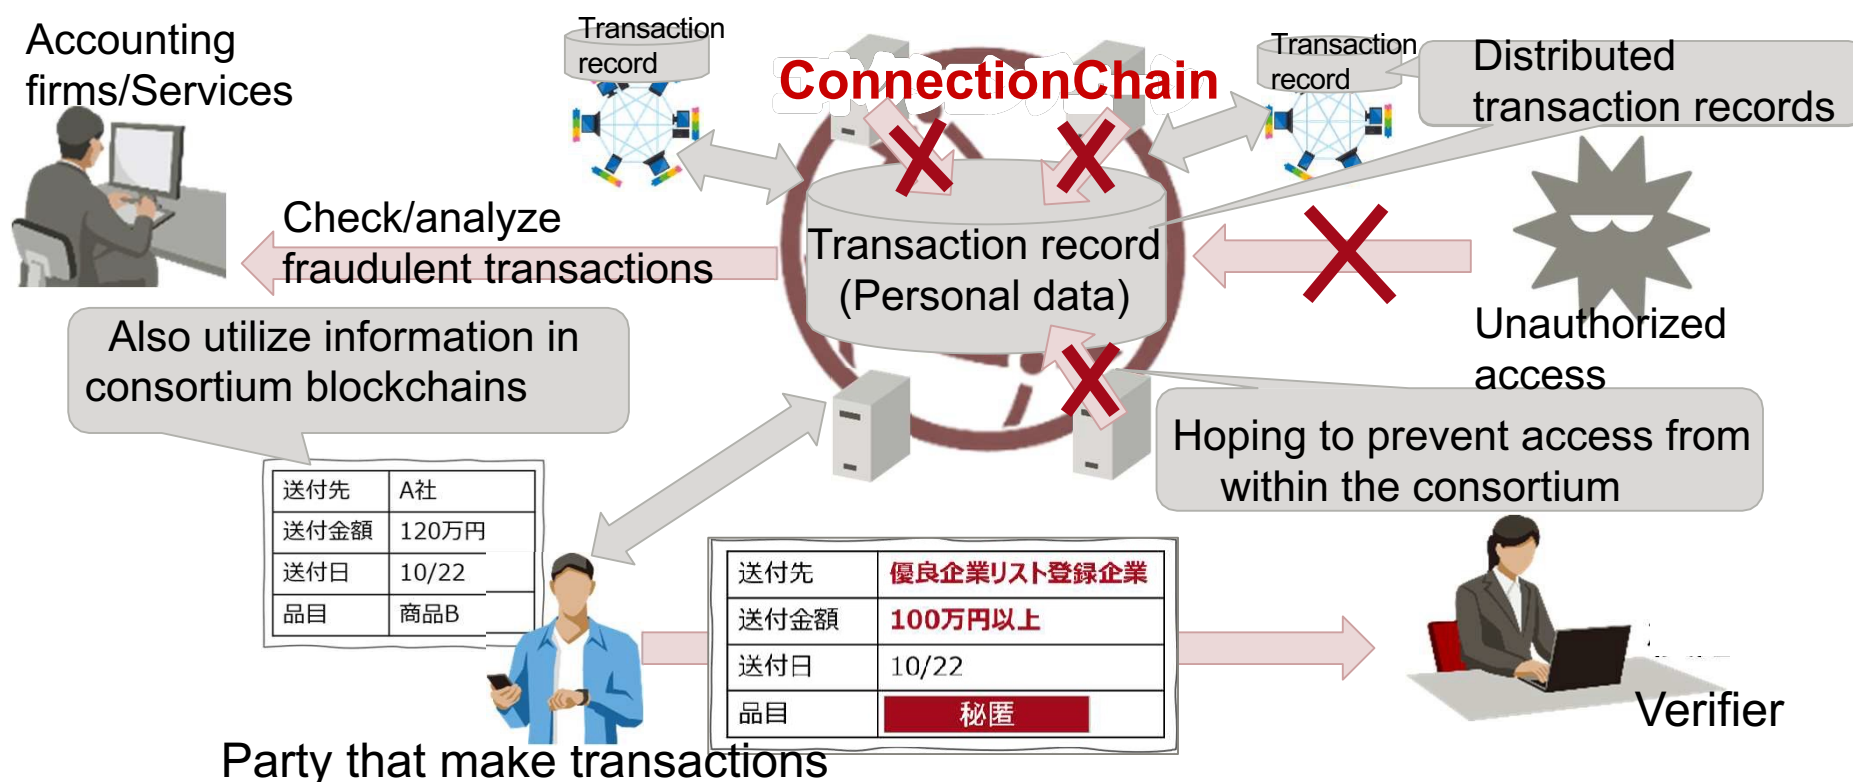 Accounting
firms/Services
Transaction
record
ConnectionChain
Transaction
record
Distributed
transaction records
Check/analyze
fraudulent transactions
Transaction record
(Personal data)
Unauthorized
access
Also utilize information in
consortium blockchains
Hoping to prevent access from
within the consortium
送付先 A社
送付金額 120万円
送付日 10/22
品目 商品B
送付先 優良企業リスト登録企業
送付金額 100万円以上
送付日 10/22
品目 秘匿
Verifier
Party that make transactions